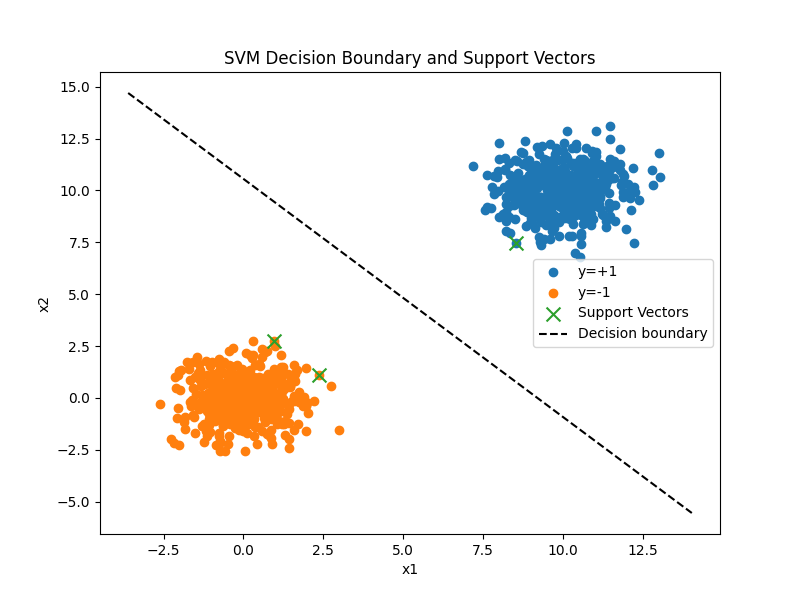 SVM Decision Boundary and Support Vectors
15.0
12.5
10.0
7.5
5.0
2.5
0.0
−2.5
−5.0
x2
y=+1
y=-1
Support Vectors
Decision boundary
−2.5 0.0 2.5 5.0 7.5 10.0 12.5
x1